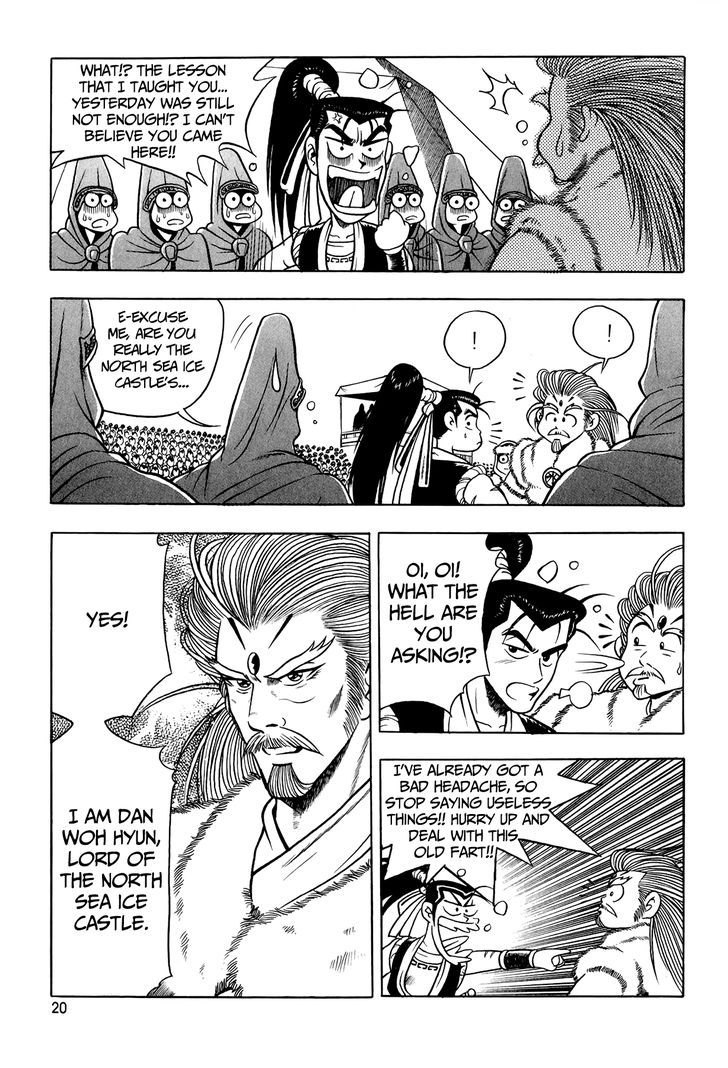 WHAT!? THE LESSON
THAT I TAUGHT YOU...
YESTERDAY WAS STILL
NOT ENOUGH!? I CAN'T
BELIEVE YOU CAME
HERE!!
E-EXCUSE
ME, ARE YOU
REALLY THE
NORTH SEA ICE
CASTLE'S...
!
!
YES!
I AM DAN
WOH HYUN,
LORD OF
THE NORTH
SEA ICE
CASTLE.
OI, OI!
WHAT THE
HELL ARE
YOU
ASKING!?
I'VE ALREADY GOT A
BAD HEADACHE, SO
STOP SAYING USELESS
THINGS!! HURRY UP AND
DEAL WITH THIS
OLD FART!!
20